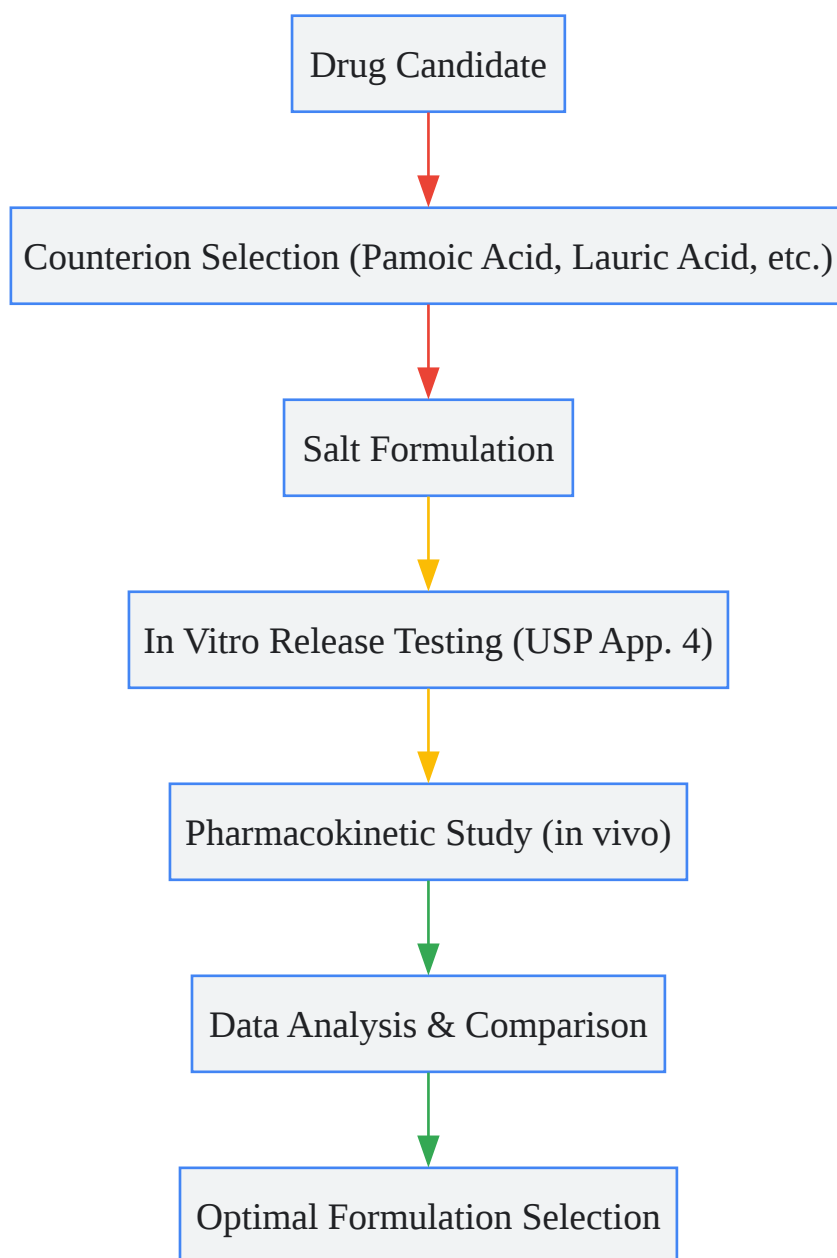 Drug Candidate
Counterion Selection (Pamoic Acid, Lauric Acid, etc.)
Salt Formulation
In Vitro Release Testing (USP App. 4)
Pharmacokinetic Study (in vivo)
Data Analysis & Comparison
Optimal Formulation Selection